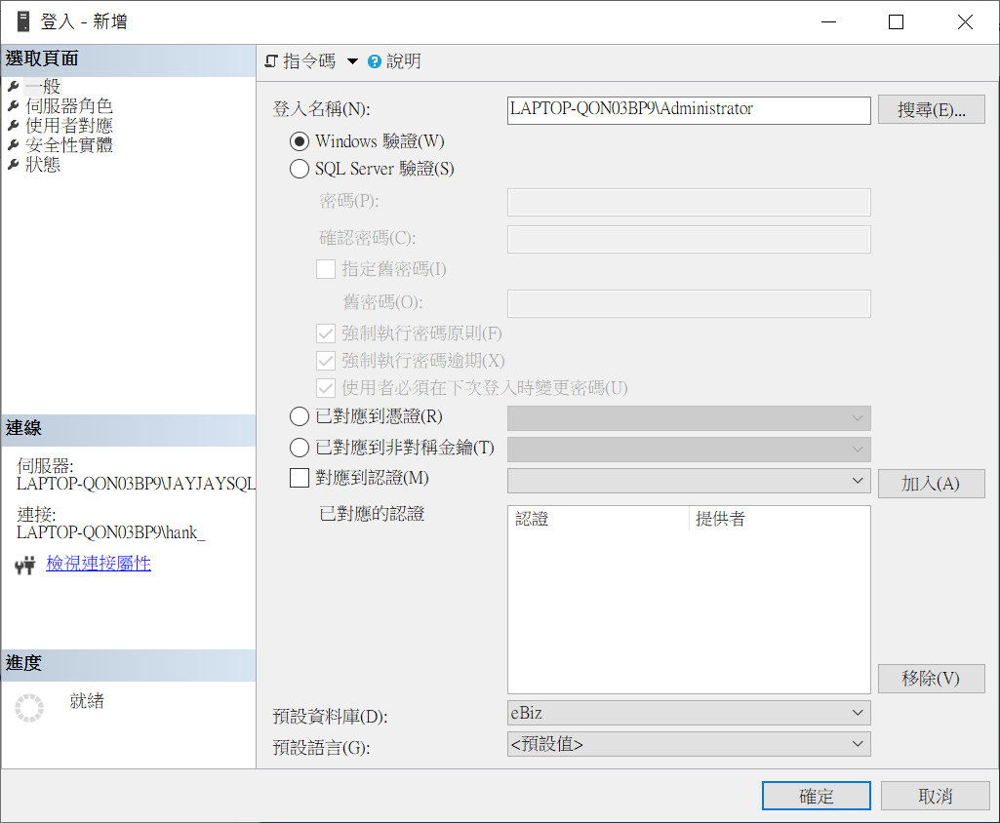 登入 - 新增
選取頁面
一般
伺服器角色
使用者對應
安全性實體
狀態
連線
伺服器:
LAPTOP-QON03BP9\JAYJAYSQL
連接:
LAPTOP-QON03BP9\hank_
檢視連接屬性
進度
就緒
指令碼
說明
登入名稱(N):
LAPTOP-QON03BP9\Administrator
搜尋(E)...
Windows 驗證(W)
SQL Server 驗證(S)
密碼(P):
確認密碼(C):
指定舊密碼(I)
舊密碼(O):
強制執行密碼原則(F)
強制執行密碼逾期(X)
使用者必須在下次登入時變更密碼(U)
已對應到憑證(R)
已對應到非對稱金鑰(T)
對應到認證(M)
加入(A)
已對應的認證
認證 提供者
移除(V)
預設資料庫(D):
eBiz
預設語言(G):
<預設值>
確定
取消